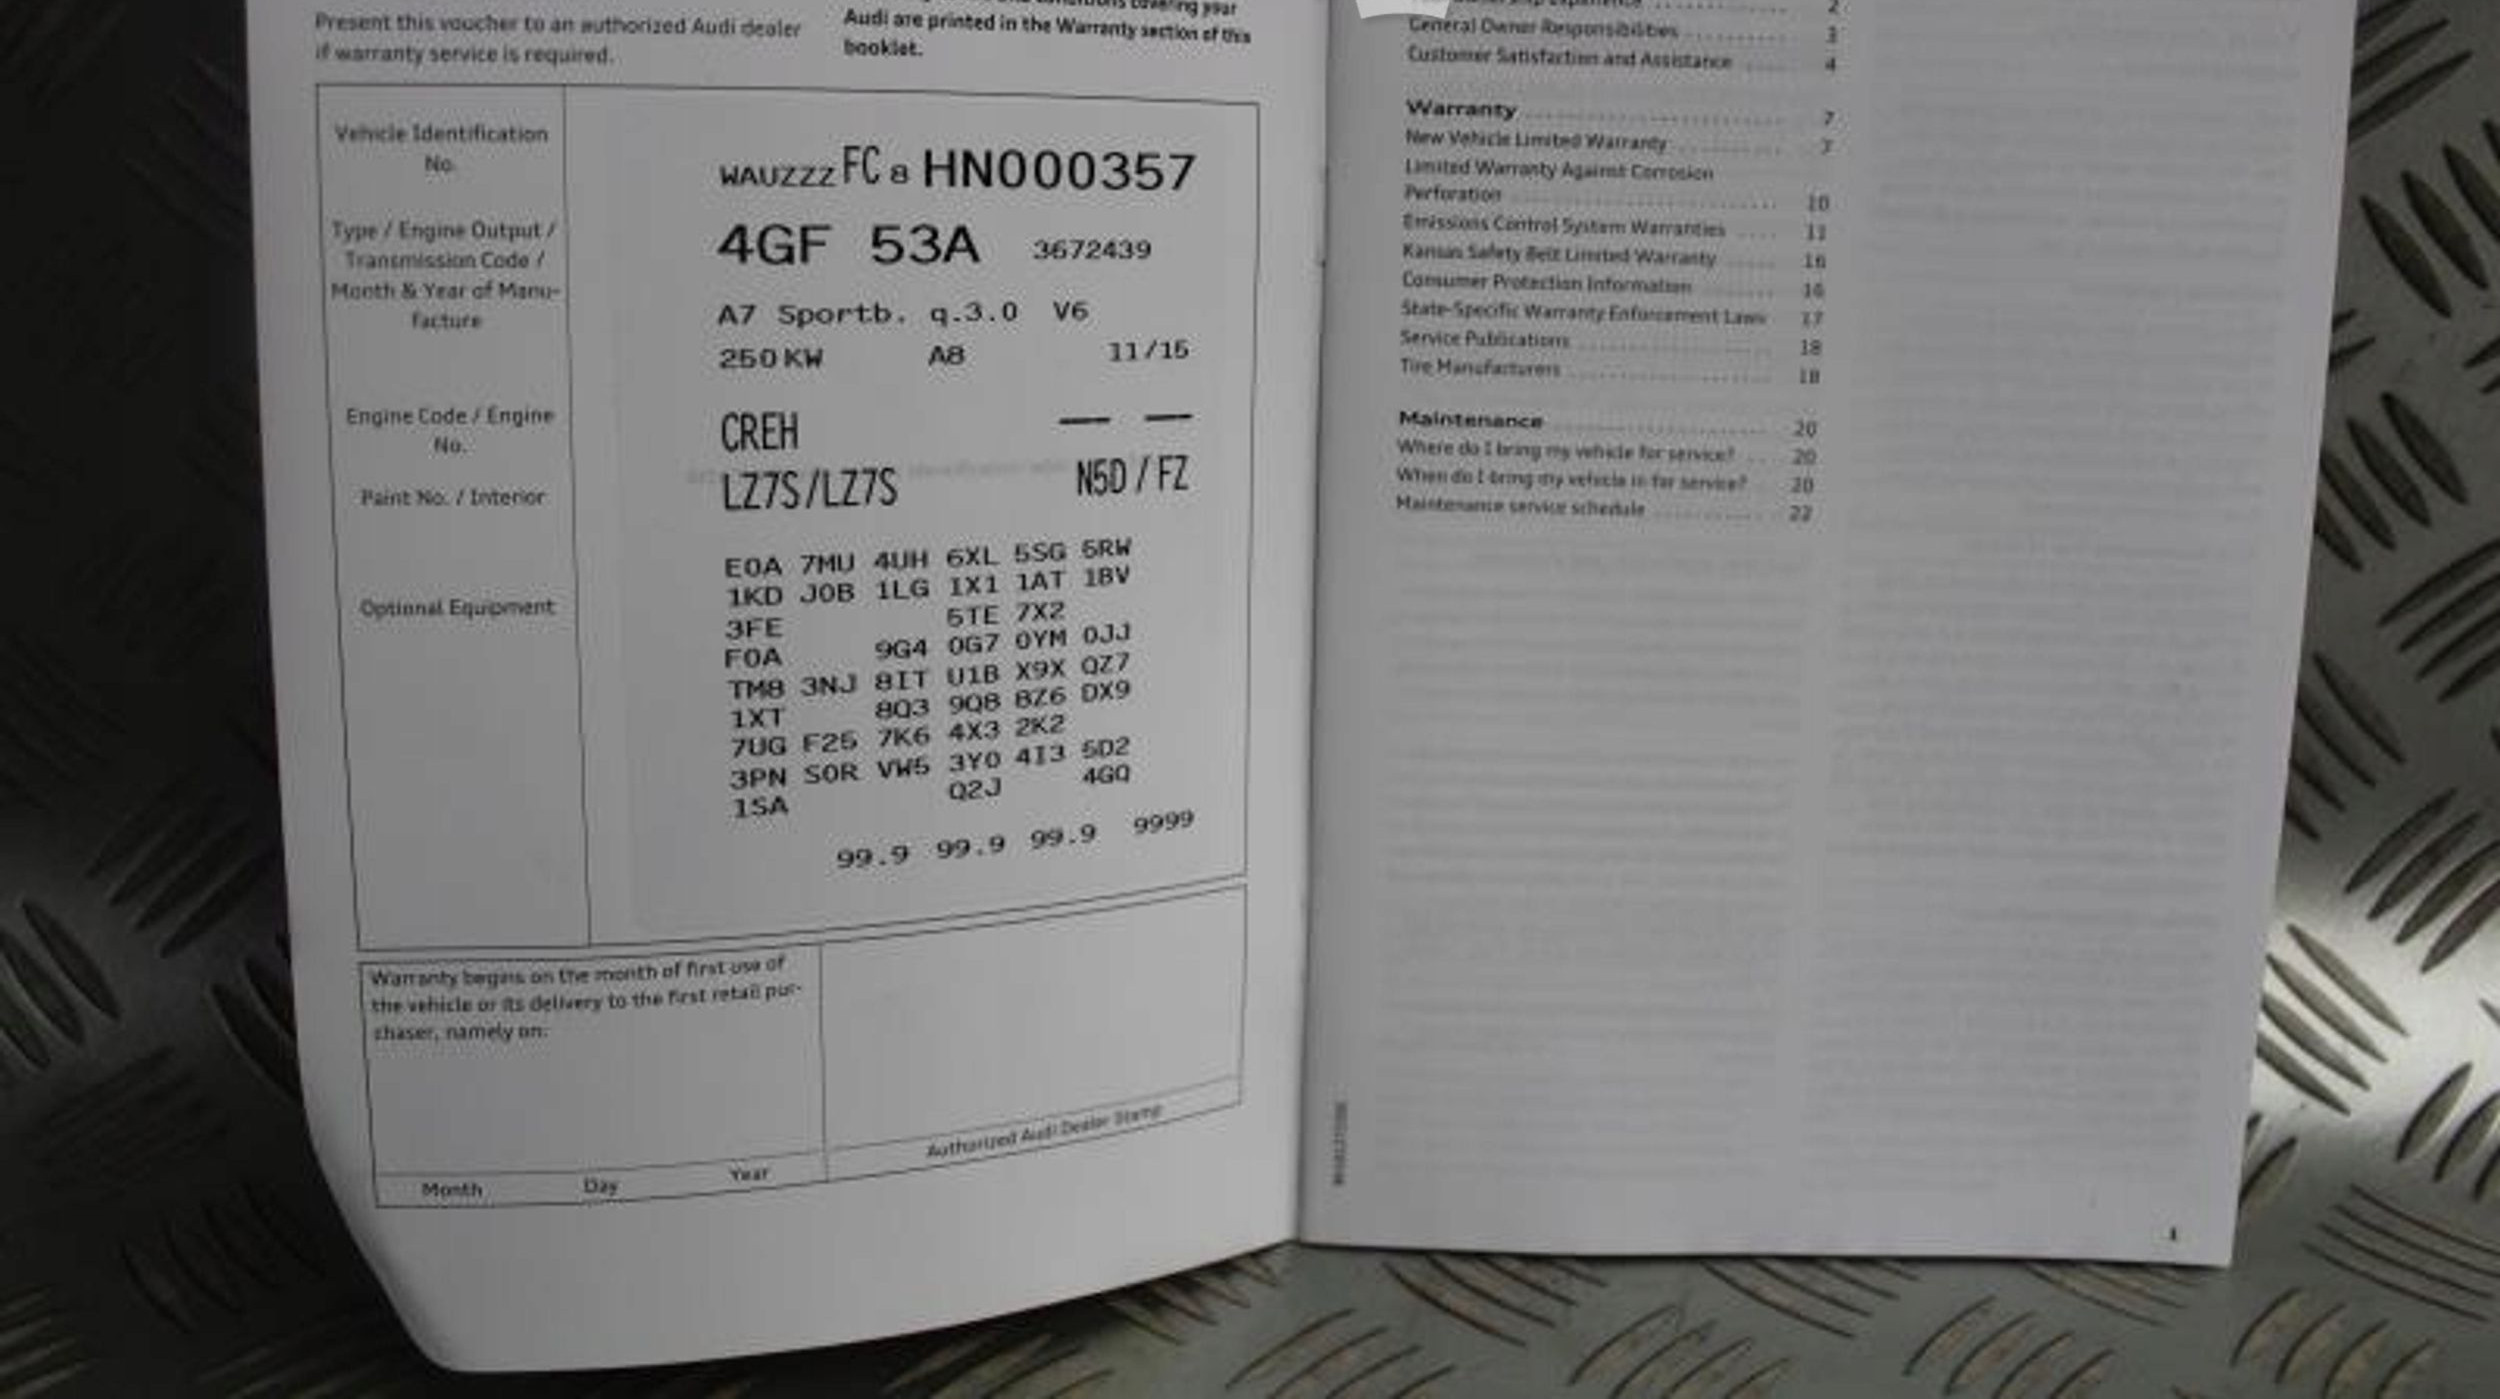 Present this voucher to an authorized Audi dealer
if warranty service is required.
covering your
Audi are printed in the Warranty section of this
booklet.
Vehicle Identification
No.
WAUZZZ FC 8 HN000357
Type / Engine Output /
Transmission Code /
Month & Year of Manu-
facture
4GF 53A 3672439
A7 Sportb. q.3.0 V6
250 KW A8 11/15
Engine Code / Engine
No.
CREH — —
Paint No. / Interior
LZ7S/LZ7S N5D / FZ
Optional Equipment
E0A 7MU 4UH 6XL 5SG 5RW
1KD J0B 1LG IX1 1AT 1BV
3FE 5TE 7X2
F0A 9G4 0G7 0YM 0JJ
TM8 3NJ 8IT U1B X9X QZ7
1XT 8Q3 9Q8 8Z6 DX9
7UG F25 7K6 4X3 2K2
3PN S0R VW5 3Y0 4I3 5D2
1SA Q2J 4GQ
99.9 99.9 99.9 9999
Warranty begins on the month of first use of
the vehicle or its delivery to the first retail pur-
chaser, namely on:
Month Day Year
Authorized Audi Dealer Stamp
2
General Owner Responsibilities .......... 3
Customer Satisfaction and Assistance ..... 4
Warranty .......... 7
New Vehicle Limited Warranty .......... 7
Limited Warranty Against Corrosion
Perforation .......... 10
Emissions Control System Warranties .... 11
Kansas Safety Belt Limited Warranty ..... 16
Consumer Protection Information ........ 16
State-Specific Warranty Enforcement Laws 17
Service Publications .......... 18
Tire Manufacturers .......... 18
Maintenance .......... 20
Where do I bring my vehicle for service? .. 20
When do I bring my vehicle in for service? 20
Maintenance service schedule .......... 22
1